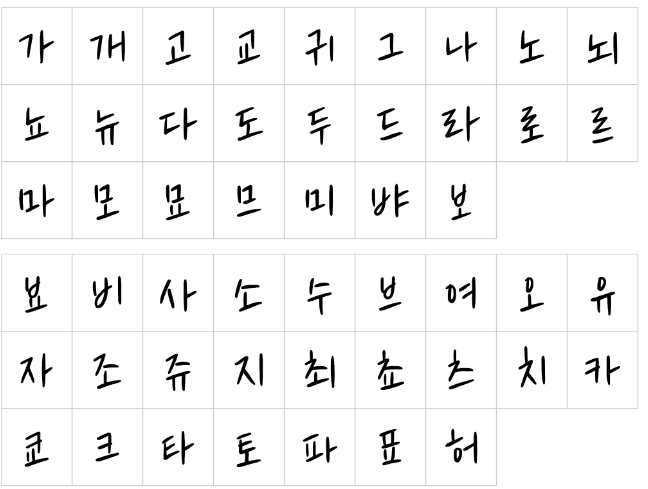 가 개 고 교 귀 그 나 노 뇌
뇨 뉴 다 도 두 드 라 로 르
마 모 묘 므 미 뱌 보
뵤 비 사 소 수 브 여 오 유
자 조 쥬 지 최 쵸 츠 치 카
쿄 크 타 토 파 표 허